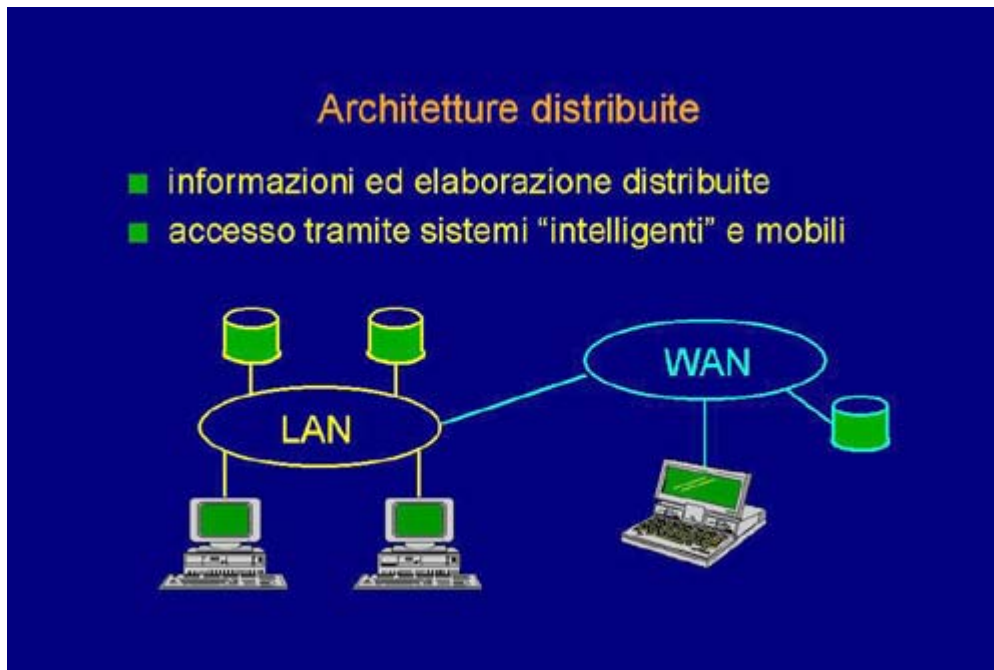 Architetture distribuite
informazioni ed elaborazione distribuite
accesso tramite sistemi “intelligenti” e mobili
WAN
LAN